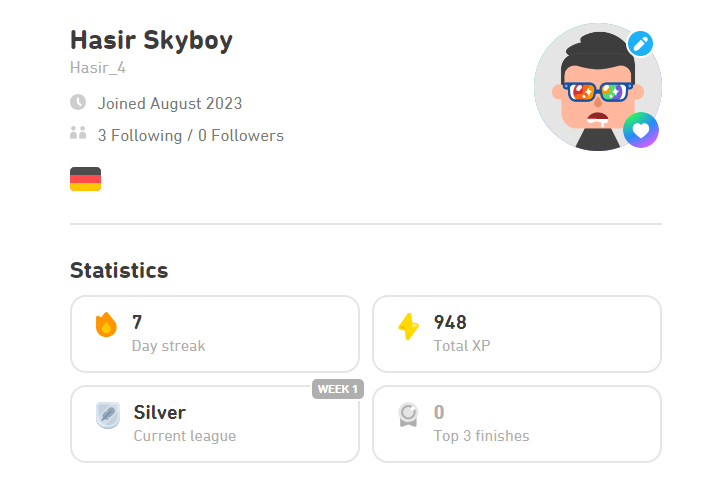 Hasir Skyboy
Hasir_4
Joined August 2023
3 Following / 0 Followers
Statistics
7
Day streak
948
Total XP
WEEK 1
Silver
Current league
0
Top 3 finishes